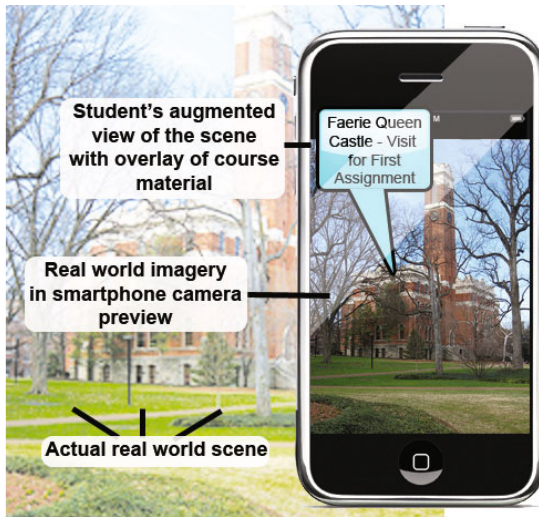 Student's augmented
view of the scene
with overlay of course
material
Faerie Queen
Castle - Visit
for First
Assignment
M
Real world imagery
in smartphone camera
preview
Actual real world scene